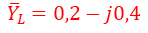 Ȳ_L = 0,2 − j0,4